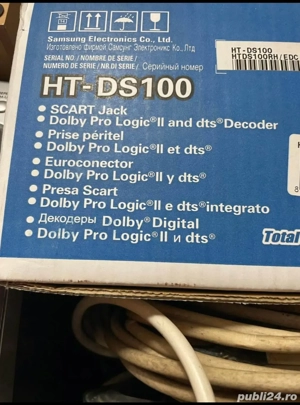 Samsung Electronics Co., Ltd.
Изготовлено фирмой Самсунг Электроникс Ко., Лтд
SERIAL NO / NOMBRE DE SERIE /
NUMERO DE SERIE / NR.DI SERIE / Серийный номер
HT-DS100
HTDS100RH/EDC
HT-DS100
• SCART Jack
• Dolby Pro Logic®II and dts®Decoder
• Prise péritel
• Dolby Pro Logic®II et dts®
• Euroconector
• Dolby Pro Logic®II y dts®
• Presa Scart
• Dolby Pro Logic®II e dts®integrato
• Декодеры Dolby®Digital
• Dolby Pro Logic®II и dts®
Total
publi24.ro